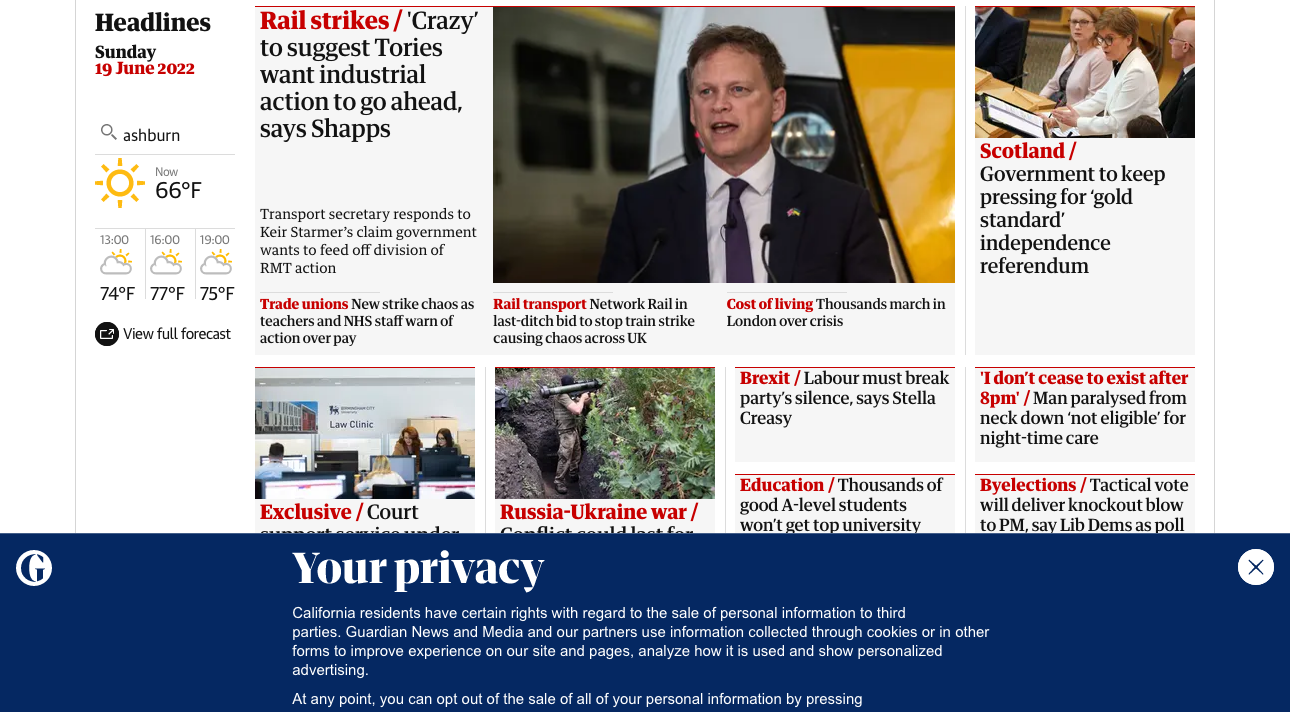 Headlines
Sunday
19 June 2022
ashburn
Now
66°F
13:00
74°F
16:00
77°F
19:00
75°F
View full forecast
Rail strikes / 'Crazy’
to suggest Tories
want industrial
action to go ahead,
says Shapps
Transport secretary responds to
Keir Starmer’s claim government
wants to feed off division of
RMT action
Trade unions New strike chaos as
teachers and NHS staff warn of
action over pay
Rail transport Network Rail in
last-ditch bid to stop train strike
causing chaos across UK
Cost of living Thousands march in
London over crisis
Scotland /
Government to keep
pressing for ‘gold
standard’
independence
referendum
BIRMINGHAM CITY
Law Clinic
Exclusive / Court
support service under
Russia-Ukraine war /
Conflict could last for
Brexit / Labour must break
party’s silence, says Stella
Creasy
Education / Thousands of
good A-level students
won’t get top university
'I don’t cease to exist after
8pm' / Man paralysed from
neck down ‘not eligible’ for
night-time care
Byelections / Tactical vote
will deliver knockout blow
to PM, say Lib Dems as poll
G
Your privacy
California residents have certain rights with regard to the sale of personal information to third
parties. Guardian News and Media and our partners use information collected through cookies or in other
forms to improve experience on our site and pages, analyze how it is used and show personalized
advertising.
At any point, you can opt out of the sale of all of your personal information by pressing